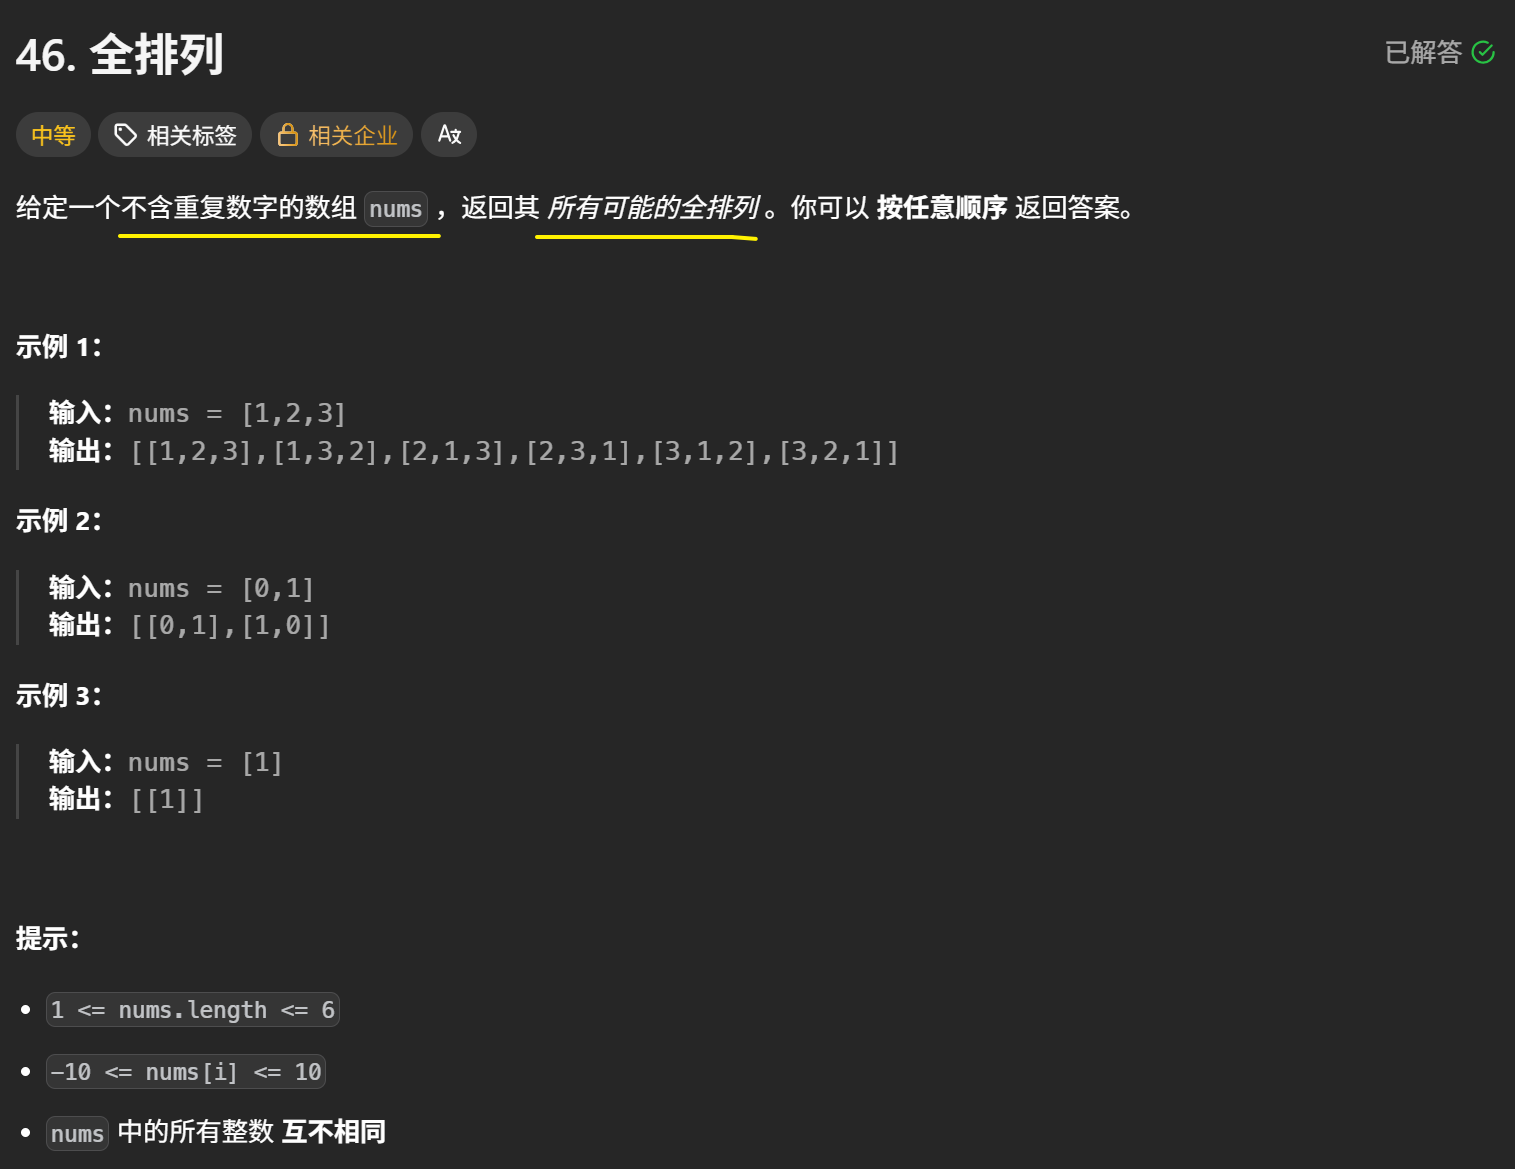 46. 全排列
已解答
中等
相关标签
相关企业
给定一个不含重复数字的数组 nums ，返回其 所有可能的全排列 。你可以 按任意顺序 返回答案。
示例 1：
输入：nums = [1,2,3]
输出：[[1,2,3],[1,3,2],[2,1,3],[2,3,1],[3,1,2],[3,2,1]]
示例 2：
输入：nums = [0,1]
输出：[[0,1],[1,0]]
示例 3：
输入：nums = [1]
输出：[[1]]
提示：
1 <= nums.length <= 6
-10 <= nums[i] <= 10
nums 中的所有整数 互不相同